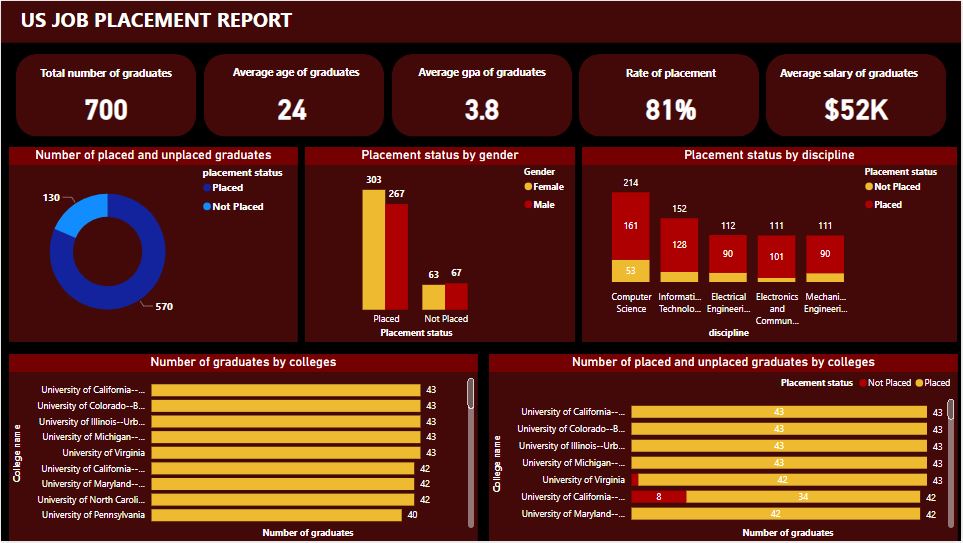 US JOB PLACEMENT REPORT
Total number of graduates
700
Average age of graduates
24
Average gpa of graduates
3.8
Rate of placement
81%
Average salary of graduates
$52K
Number of placed and unplaced graduates
placement status
Placed
Not Placed
130
570
Placement status by gender
Gender
Female
Male
303
267
63
67
Placed
Not Placed
Placement status
Placement status by discipline
Placement status
Not Placed
Placed
214
152
112
111
111
161
128
90
101
90
53
Computer
Science
Informati...
Technolo...
Electrical
Engineeri...
Electronics
and
Commun...
Mechani...
Engineeri...
discipline
Number of graduates by colleges
College name
University of California--... 43
University of Colorado--B... 43
University of Illinois--Urb... 43
University of Michigan--... 43
University of Virginia 43
University of California--... 42
University of Maryland--... 42
University of North Caroli... 42
University of Pennsylvania 40
Number of graduates
Number of placed and unplaced graduates by colleges
Placement status Not Placed Placed
College name
University of California--... 43 43
University of Colorado--B... 43 43
University of Illinois--Urb... 43 43
University of Michigan--... 43 43
University of Virginia 42 43
University of California--... 8 34 42
University of Maryland--... 42 42
Number of graduates